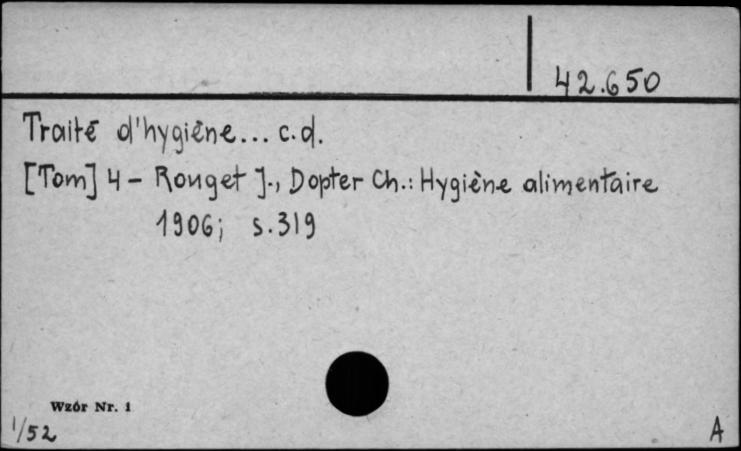 42.650
Traité d'hygiène... c.d.
[Tom] 4 - Rouget J., Dopter Ch.: Hygiène alimentaire
1906; s.319
Wzór Nr. 1
1/52
A